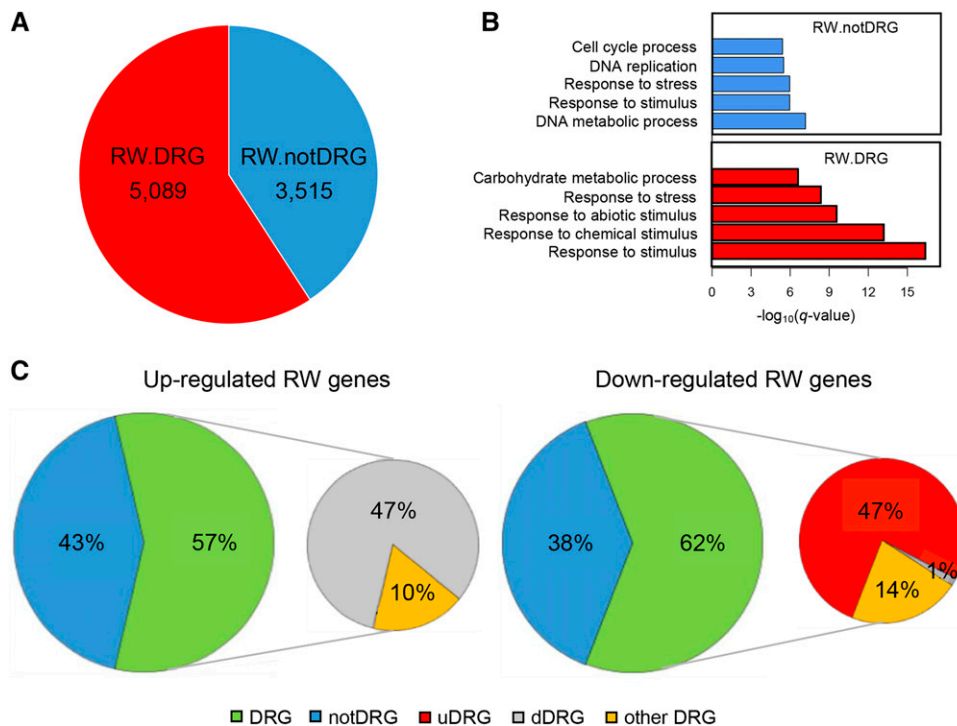 A
RW.DRG
5,089
RW.notDRG
3,515
B
RW.notDRG
Cell cycle process
DNA replication
Response to stress
Response to stimulus
DNA metabolic process
RW.DRG
Carbohydrate metabolic process
Response to stress
Response to abiotic stimulus
Response to chemical stimulus
Response to stimulus
0 3 6 9 12 15
-log₁₀(q-value)
C
Up-regulated RW genes
43%
57%
47%
10%
Down-regulated RW genes
38%
62%
47%
1%
14%
DRG notDRG uDRG dDRG other DRG